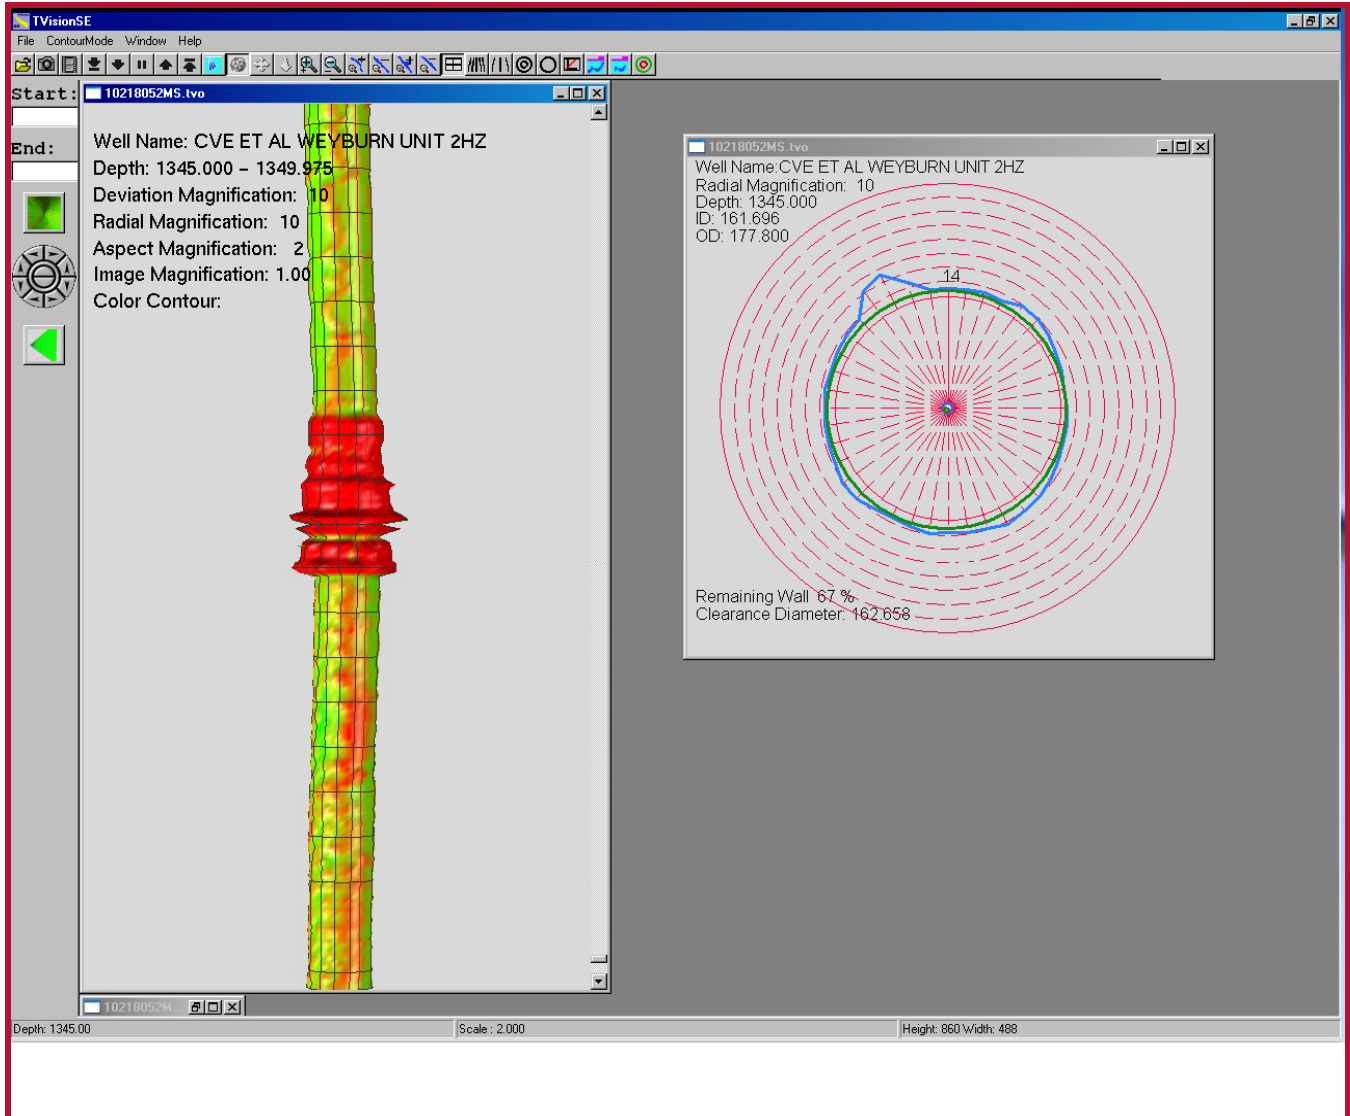 TVisionSE
File ContourMode Window Help
Start:
End:
10218052MS.tvo
Well Name: CVE ET AL WEYBURN UNIT 2HZ
Depth: 1345.000 – 1349.975
Deviation Magnification: 10
Radial Magnification: 10
Aspect Magnification: 2
Image Magnification: 1.00
Color Contour:
10218052MS.tvo
Well Name:CVE ET AL WEYBURN UNIT 2HZ
Radial Magnification: 10
Depth: 1345.000
ID: 161.696
OD: 177.800
14
Remaining Wall 67 %
Clearance Diameter: 162.658
10218052M
Depth: 1345.00
Scale : 2.000
Height: 860 Width: 488